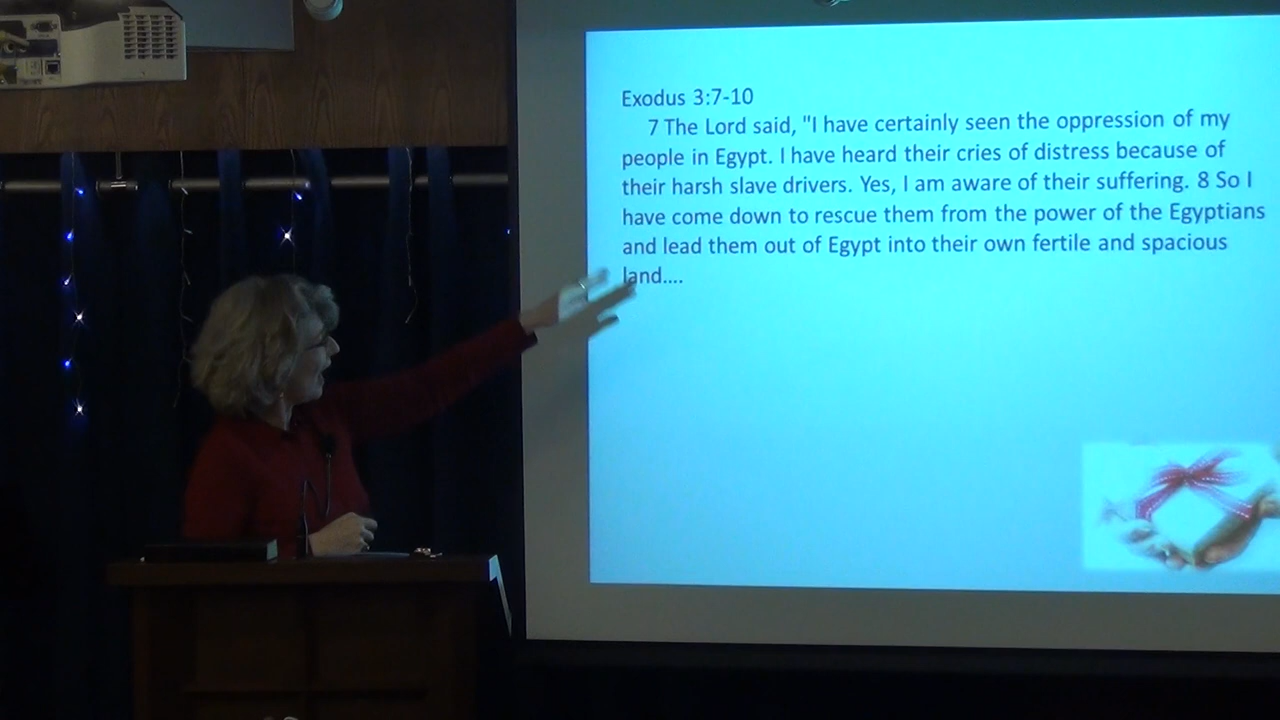 Exodus 3:7-10
7 The Lord said, "I have certainly seen the oppression of my
people in Egypt. I have heard their cries of distress because of
their harsh slave drivers. Yes, I am aware of their suffering. 8 So I
have come down to rescue them from the power of the Egyptians
and lead them out of Egypt into their own fertile and spacious
land....